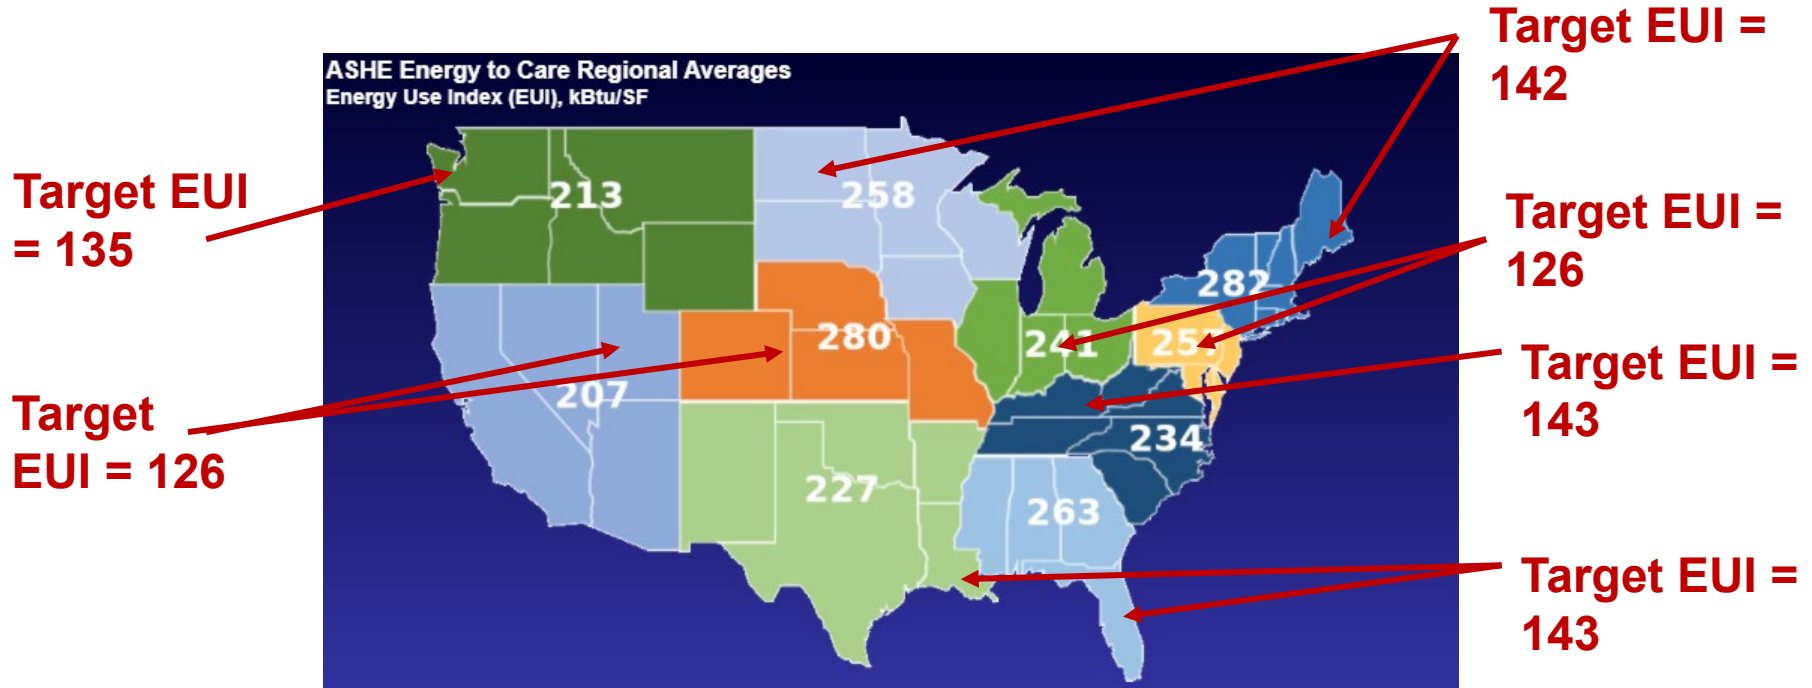 Target EUI =
142
ASHE Energy to Care Regional Averages
Energy Use Index (EUI), kBtu/SF
Target EUI
= 135
213
258
Target EUI =
126
282
280
241
257
Target EUI =
143
207
Target
EUI = 126
234
227
263
Target EUI =
143